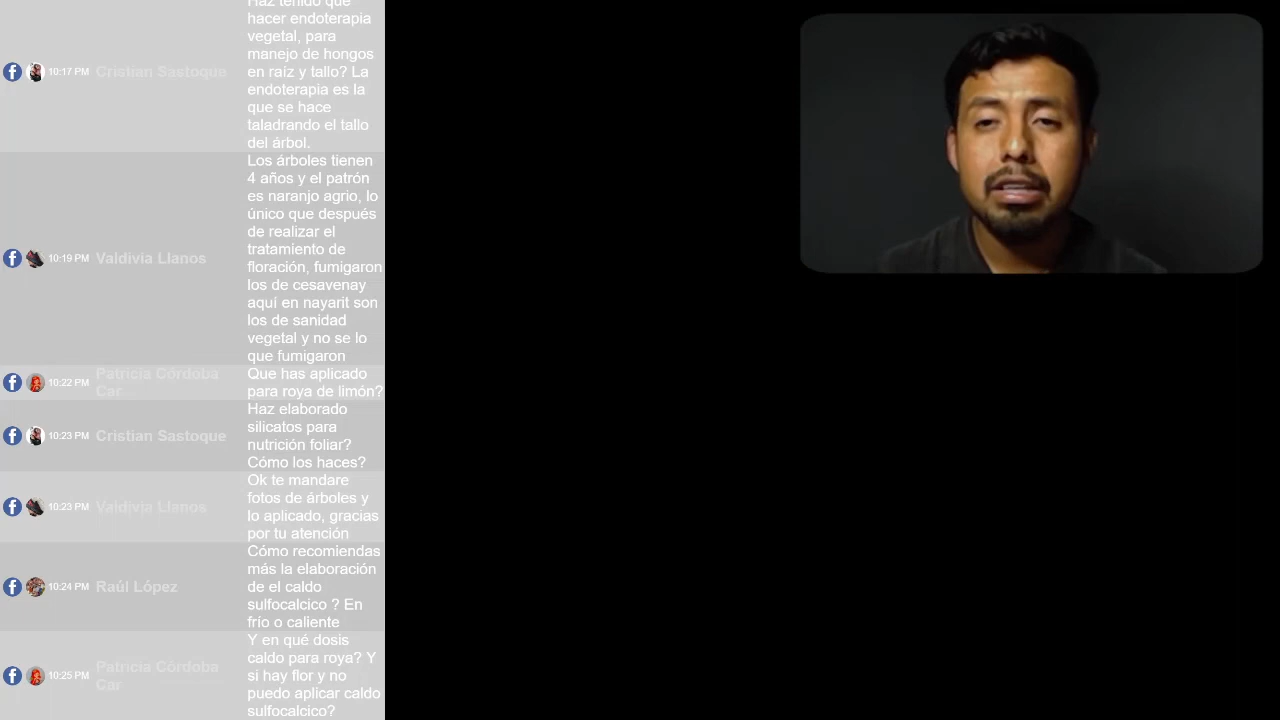 Haz tenido que
hacer endoterapia
vegetal, para
manejo de hongos
en raiz y tallo? La
endoterapia es la
que se hace
taladrando el tallo
del árbol.
10:17 PM Cristian Sastoque
Los árboles tienen
4 años y el patrón
es naranjo agrio, lo
único que después
de realizar el
tratamiento de
floración, fumigaron
los de cesavenay
aquí en nayarit son
los de sanidad
vegetal y no se lo
que fumigaron
10:19 PM Valdivia Llanos
Que has aplicado
para roya de limón?
10:22 PM Patricia Córdoba
Car
Haz elaborado
silicatos para
nutrición foliar?
Cómo los haces?
10:23 PM Cristian Sastoque
Ok te mandare
fotos de árboles y
lo aplicado, gracias
por tu atención
10:23 PM Valdivia Llanos
Cómo recomiendas
más la elaboración
de el caldo
sulfocalcico ? En
frío o caliente
10:24 PM Raúl López
Y en qué dosis
caldo para roya? Y
si hay flor y no
puedo aplicar caldo
sulfocalcico?
10:25 PM Patricia Córdoba
Car